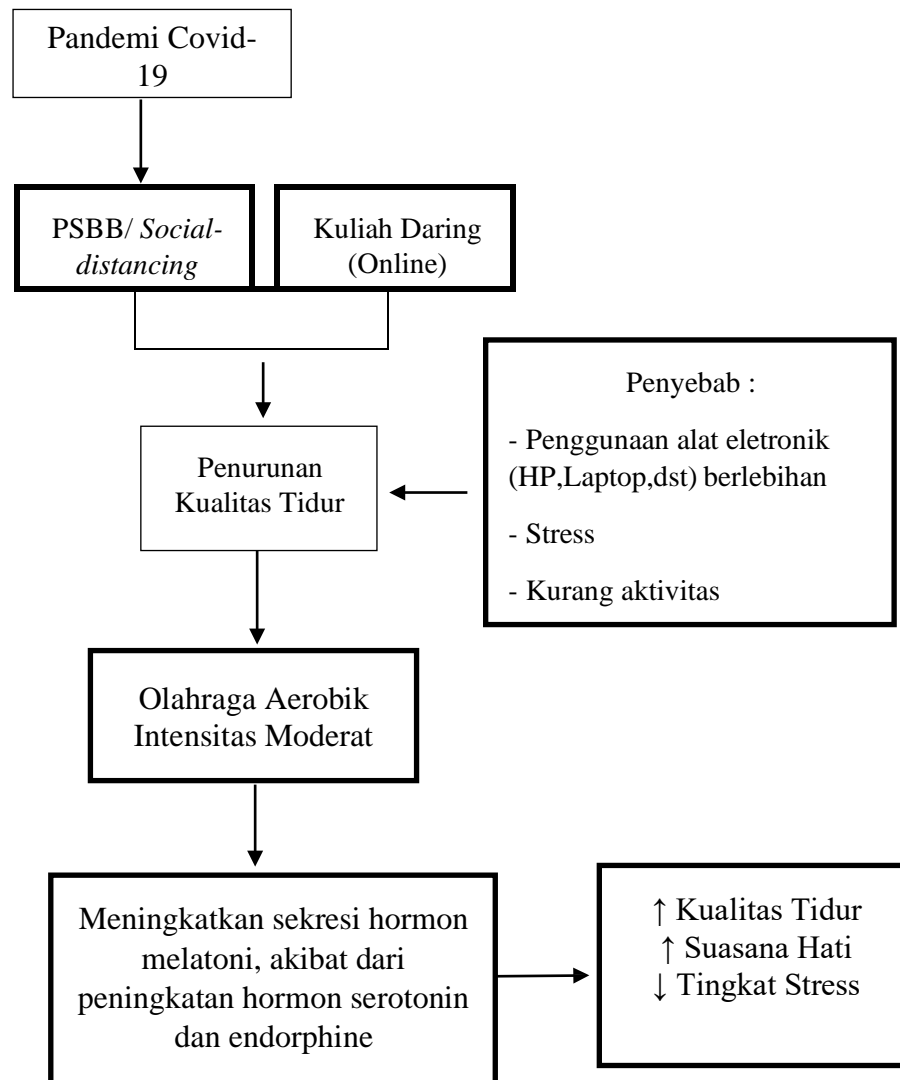 Pandemi Covid-
19
PSBB/ Social-
distancing
Kuliah Daring
(Online)
Penyebab :
- Penggunaan alat eletronik
(HP,Laptop,dst) berlebihan
- Stress
- Kurang aktivitas
Penurunan
Kualitas Tidur
Olahraga Aerobik
Intensitas Moderat
Meningkatkan sekresi hormon
melatoni, akibat dari
peningkatan hormon serotonin
dan endorphine
↑ Kualitas Tidur
↑ Suasana Hati
↓ Tingkat Stress